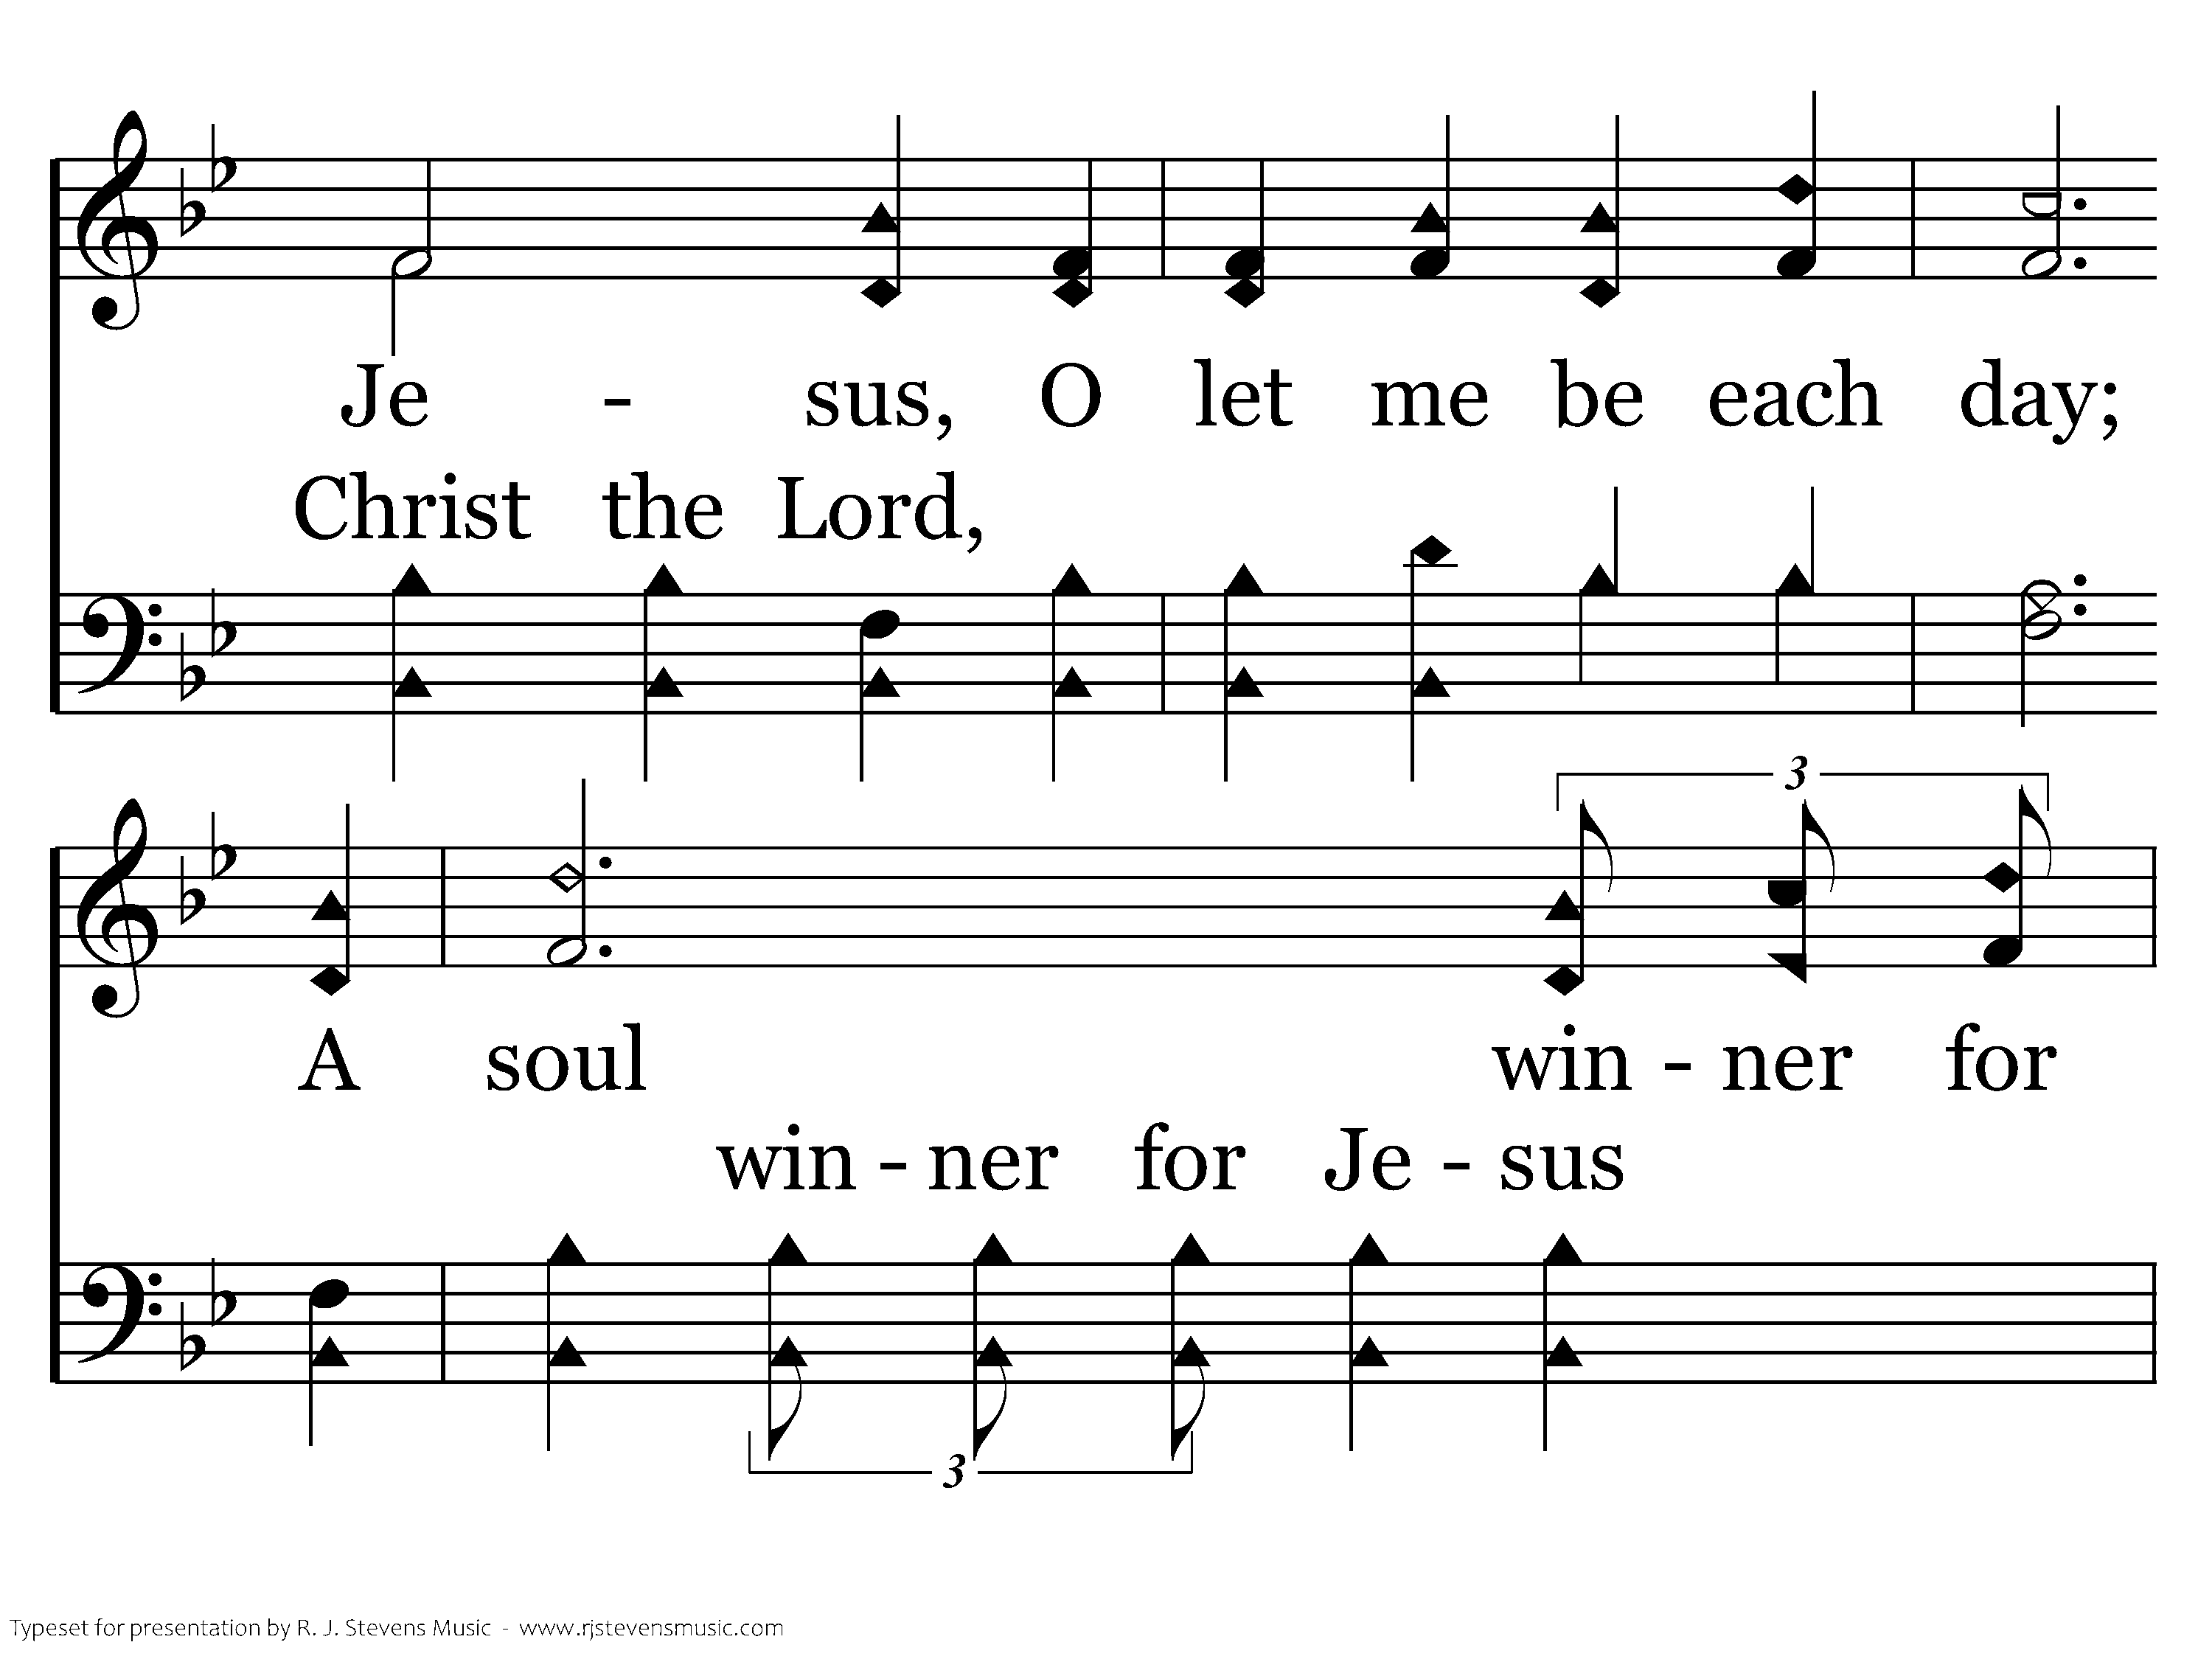 Je - sus, O let me be each day;
Christ the Lord,
3
A soul win - ner for
win - ner for Je - sus
3
Typeset for presentation by R. J. Stevens Music - www.rjstevensmusic.com